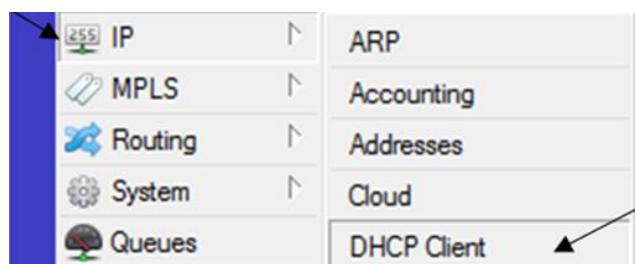 255 IP
MPLS
Routing
System
Queues
ARP
Accounting
Addresses
Cloud
DHCP Client